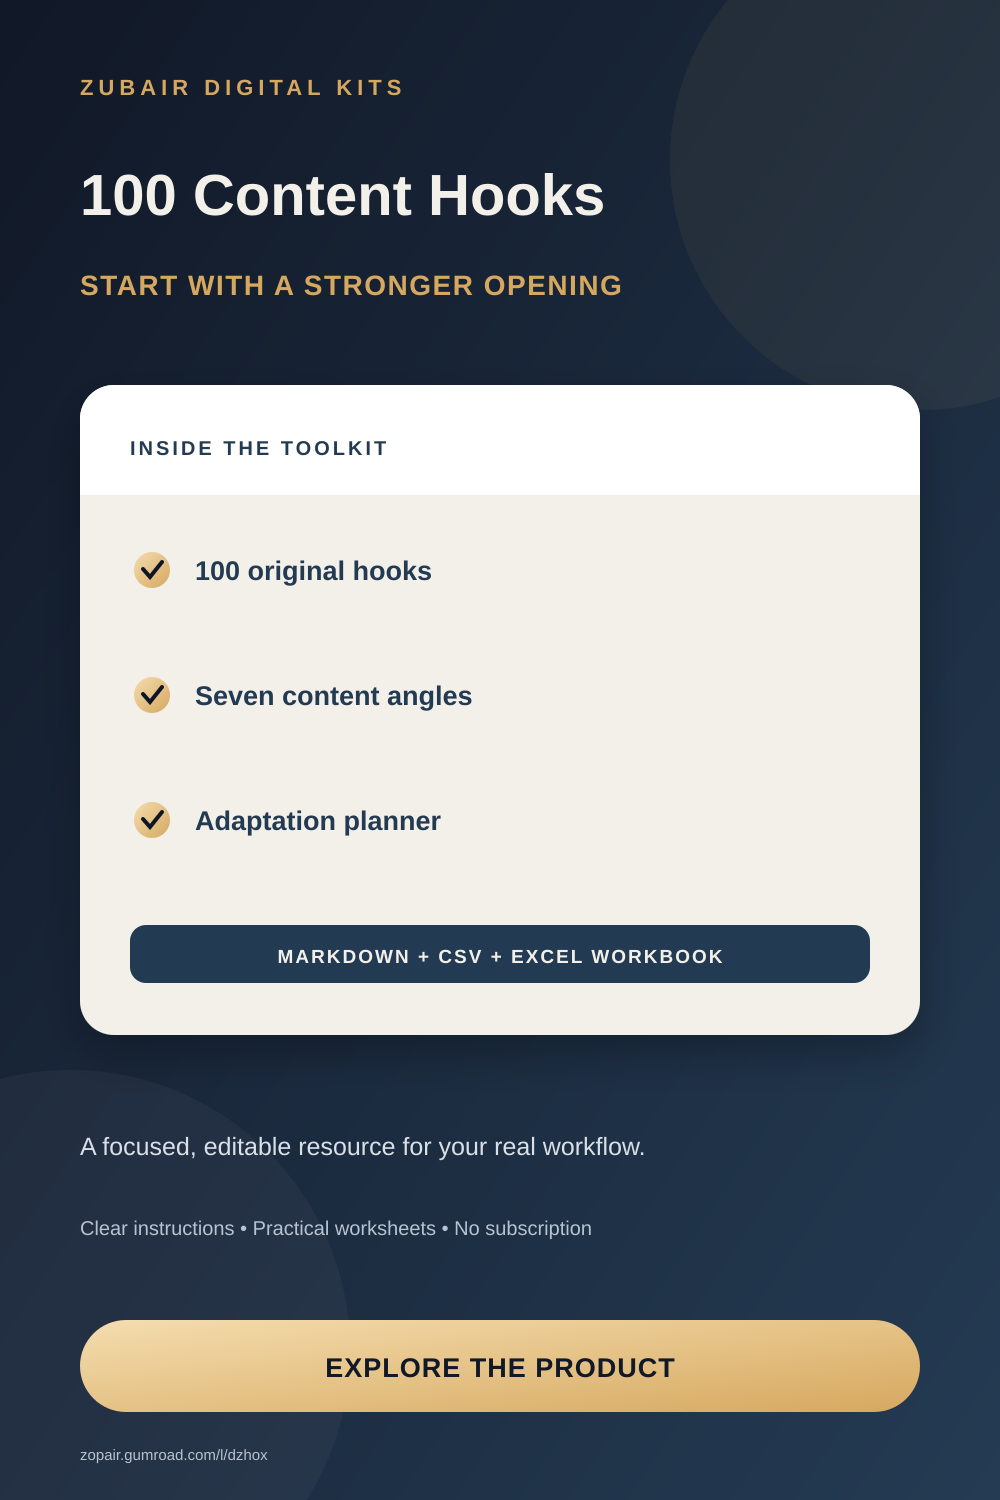 ZUBAIR DIGITAL KITS
100 Content Hooks
START WITH A STRONGER OPENING
INSIDE THE TOOLKIT
100 original hooks
Seven content angles
Adaptation planner
MARKDOWN + CSV + EXCEL WORKBOOK
A focused, editable resource for your real workflow.
Clear instructions • Practical worksheets • No subscription
EXPLORE THE PRODUCT
zopair.gumroad.com/l/dzhox